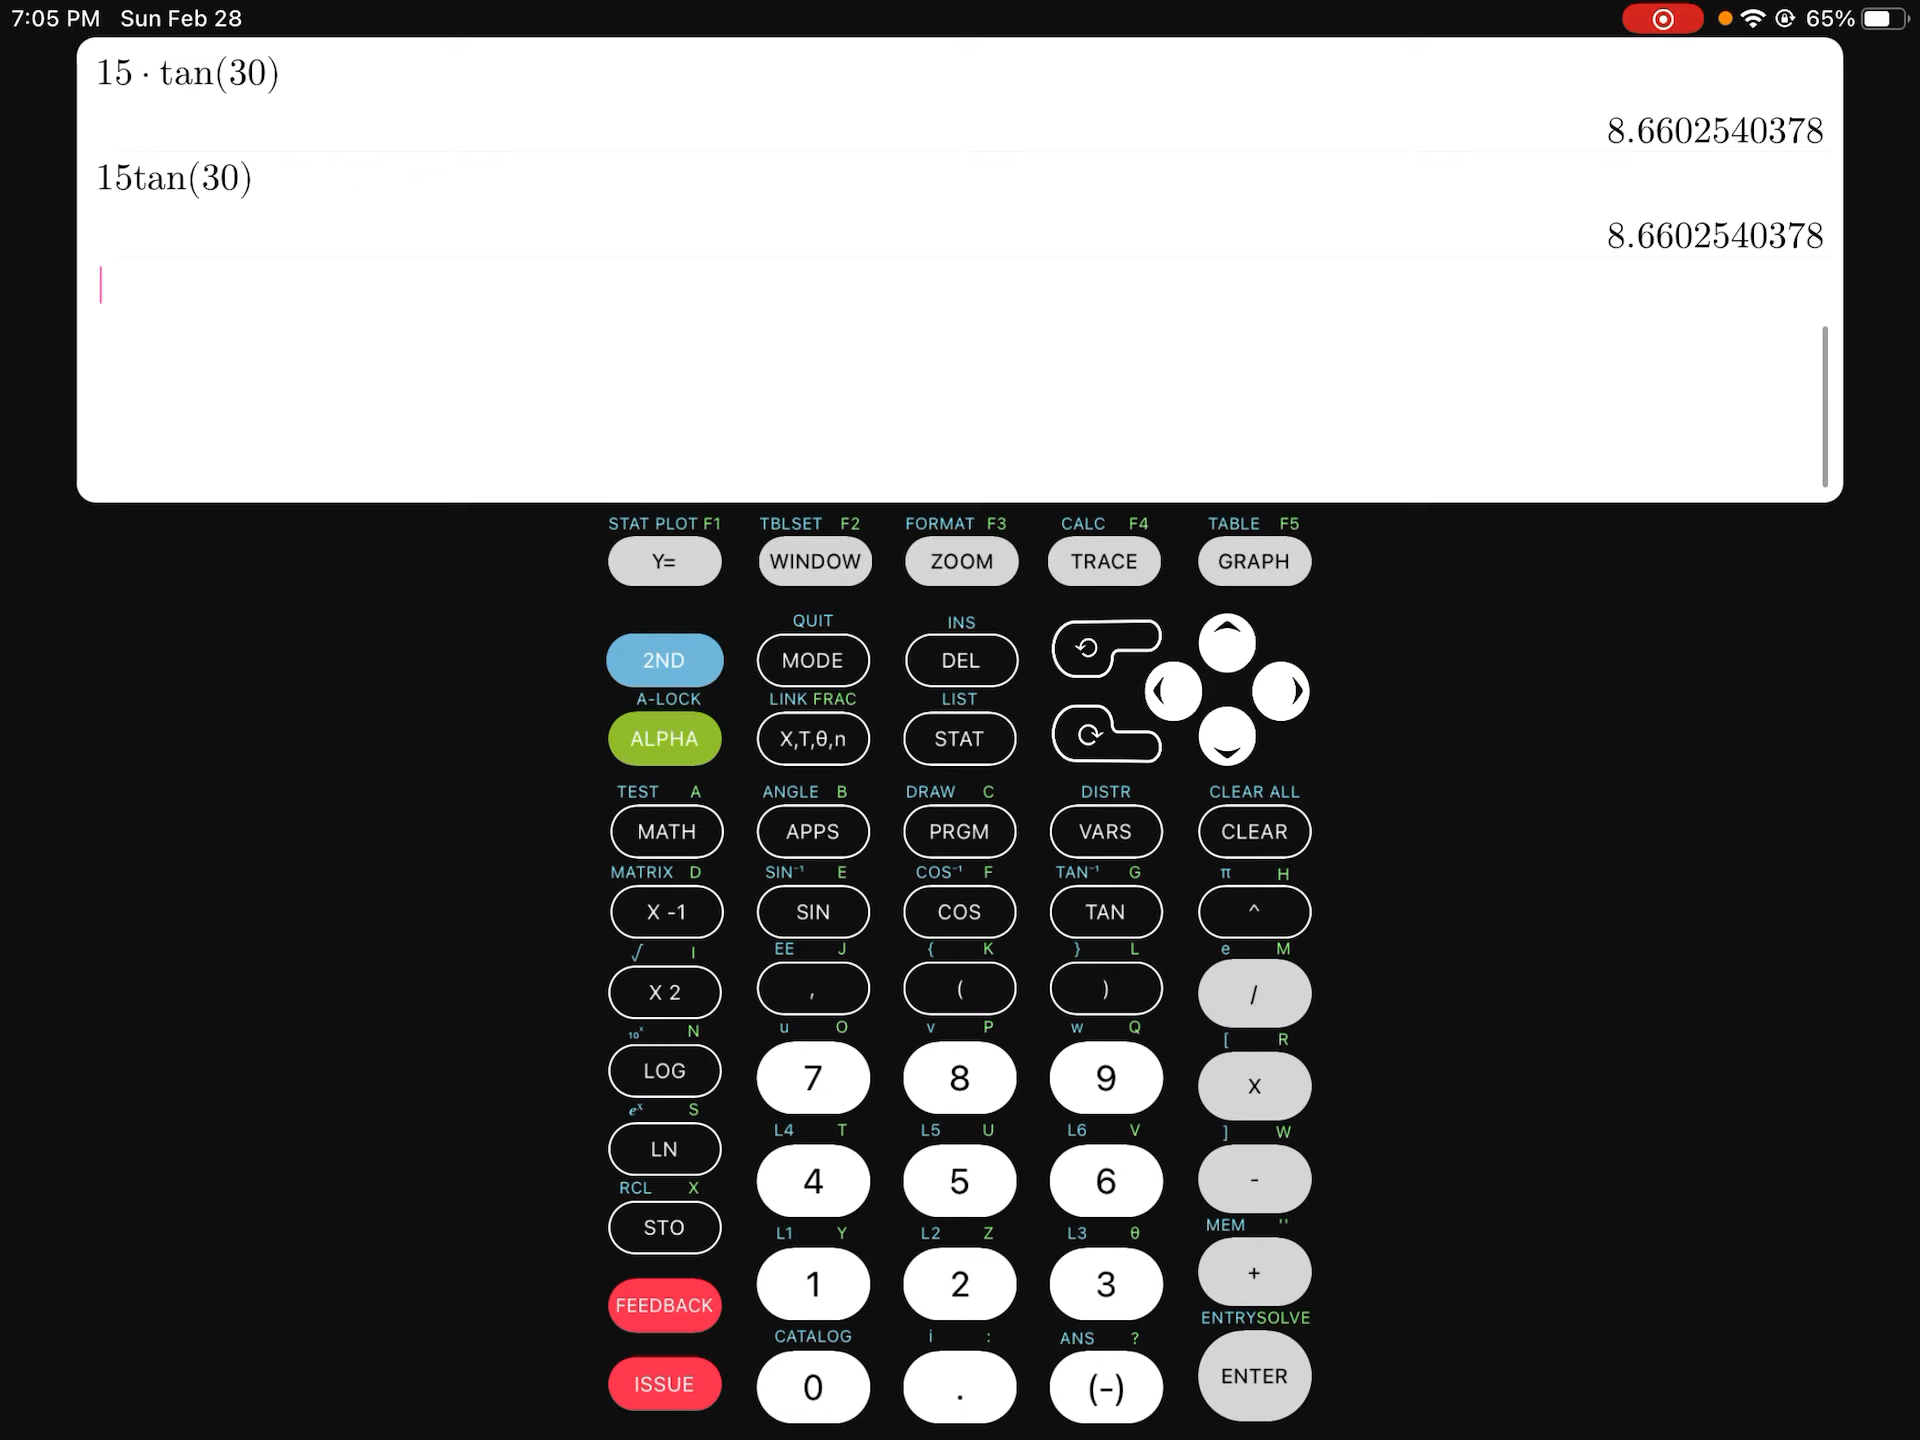 7:05 PM Sun Feb 28 65%
15 · tan(30)
8.6602540378
15tan(30)
8.6602540378
STAT PLOT F1 TBLSET F2 FORMAT F3 CALC F4 TABLE F5
Y= WINDOW ZOOM TRACE GRAPH
QUIT INS
2ND MODE DEL
A-LOCK LINK FRAC LIST
ALPHA X,T,θ,n STAT
TEST A ANGLE B DRAW C DISTR CLEAR ALL
MATH APPS PRGM VARS CLEAR
MATRIX D SIN⁻¹ E COS⁻¹ F TAN⁻¹ G π H
X -1 SIN COS TAN ^
√ I EE J { K } L e M
X 2 , ( ) /
10ˣ N u O v P w Q [ R
LOG 7 8 9 X
eˣ S L4 T L5 U L6 V ] W
LN 4 5 6 -
RCL X L1 Y L2 Z L3 θ MEM "
STO 1 2 3 +
FEEDBACK CATALOG i : ANS ? ENTRY SOLVE
ISSUE 0 . (-) ENTER